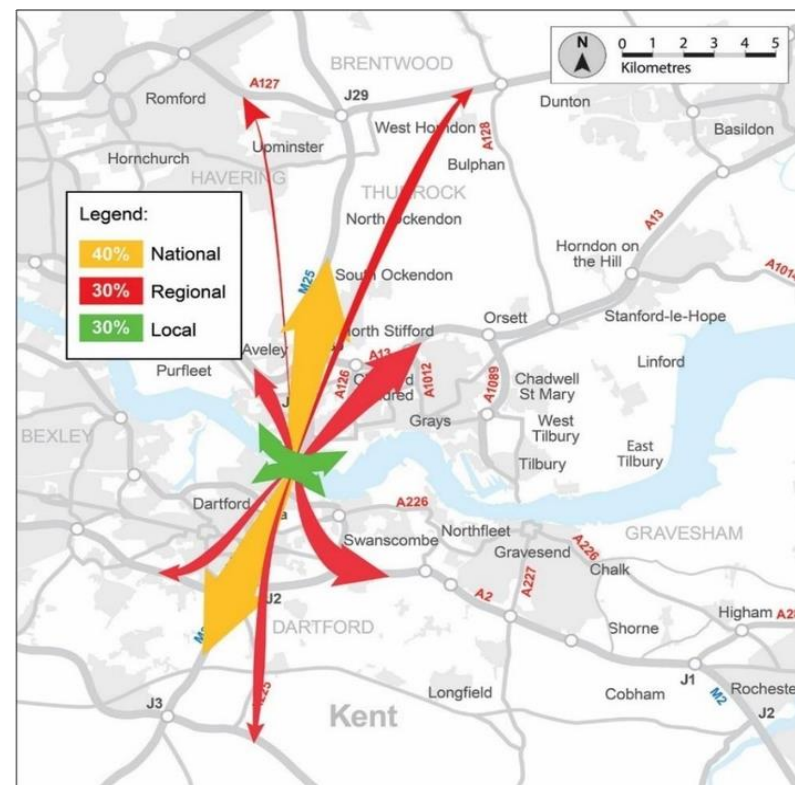 N
0 1 2 3 4 5
Kilometres
BRENTWOOD
A127
Romford
J29
Dunton
West Horndon
A128
Basildon
Upminster
Hornchurch
Bulphan
HAVERING
THURROCK
Legend:
40% National
30% Regional
30% Local
North Ockendon
A13
Horndon on
the Hill
M25
South Ockendon
A1014
Orsett
Stanford-le-Hope
North Stifford
Aveley
A13
Purfleet
A126
A1012
A1089
Linford
Chadwell
St Mary
Grays
West
Tilbury
BEXLEY
East
Tilbury
Tilbury
Dartford
A226
Swanscombe
Northfleet
GRAVESHAM
Gravesend
A226
Chalk
A227
J2
A2
DARTFORD
Shorne
Higham
J1
Longfield
Cobham
M2
Rochester
J3
Kent
J2